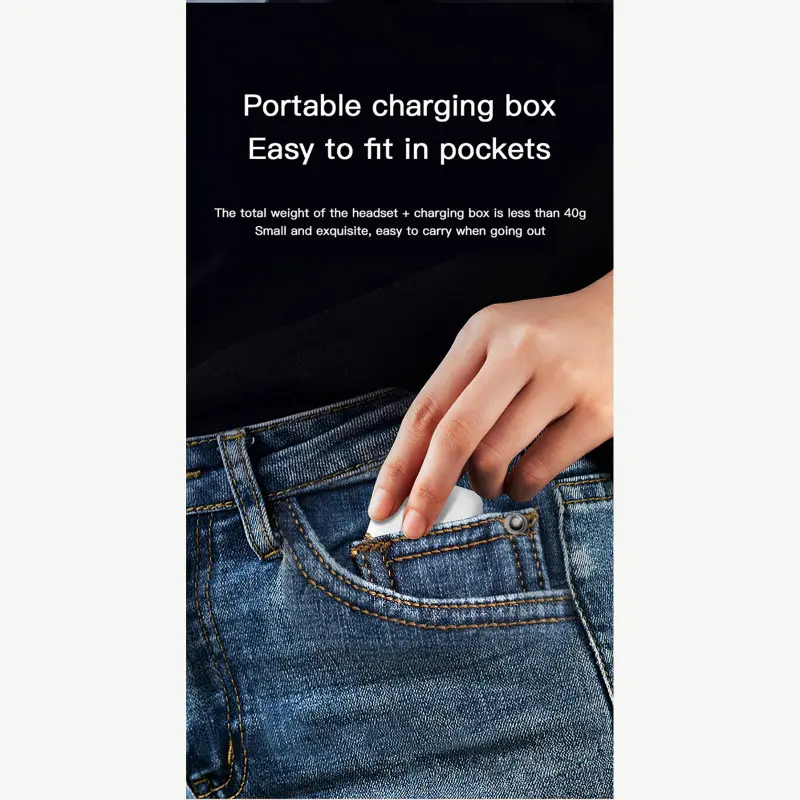 Portable charging box
Easy to fit in pockets
The total weight of the headset + charging box is less than 40g
Small and exquisite, easy to carry when going out